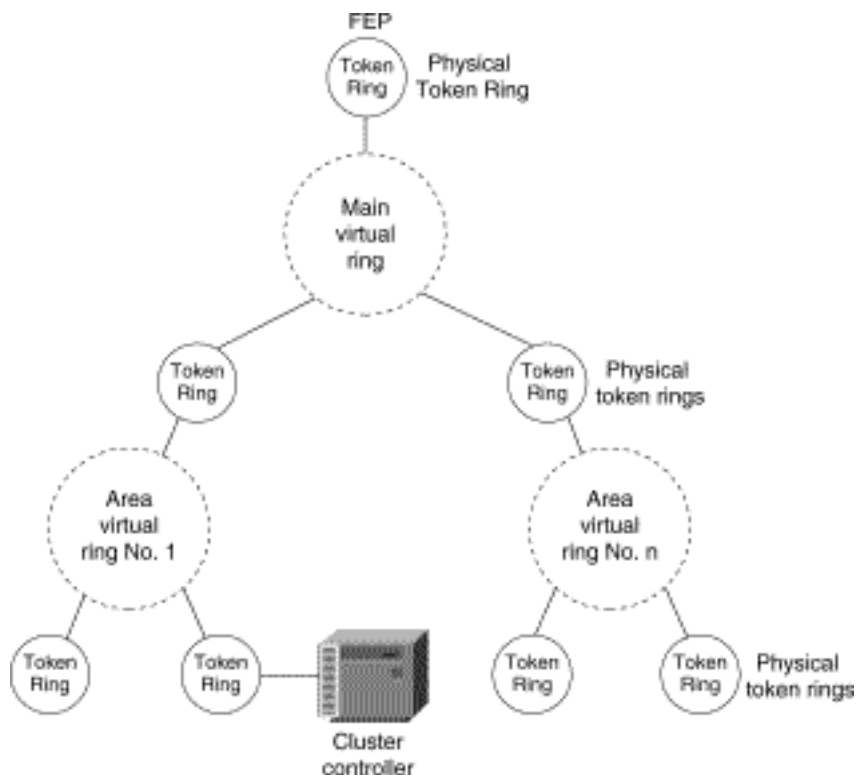 FEP
Token
Ring
Physical
Token Ring
Main
virtual
ring
Token
Ring
Token
Ring
Physical
token rings
Area
virtual
ring No. 1
Area
virtual
ring No. n
Token
Ring
Token
Ring
Token
Ring
Token
Ring
Physical
token rings
Cluster
controller